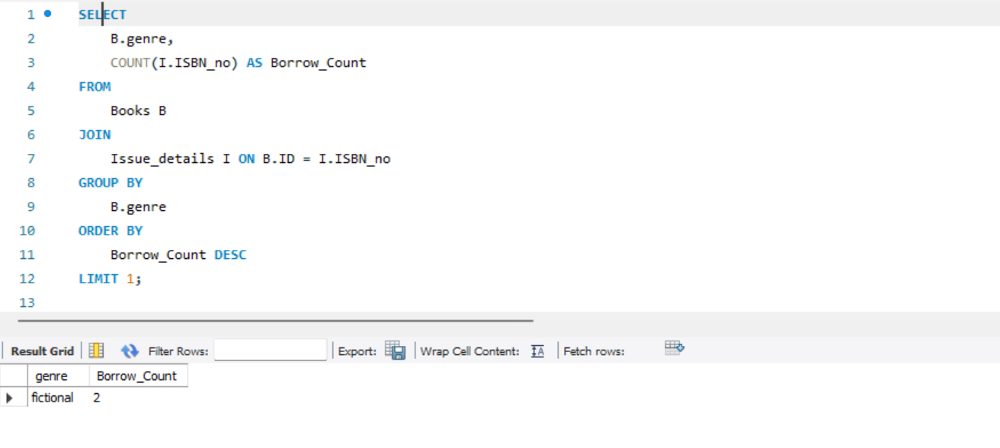 1 SELECT
2 B.genre,
3 COUNT(I.ISBN_no) AS Borrow_Count
4 FROM
5 Books B
6 JOIN
7 Issue_details I ON B.ID = I.ISBN_no
8 GROUP BY
9 B.genre
10 ORDER BY
11 Borrow_Count DESC
12 LIMIT 1;
13
Result Grid Filter Rows: Export: Wrap Cell Content: Fetch rows:
genre Borrow_Count
fictional 2